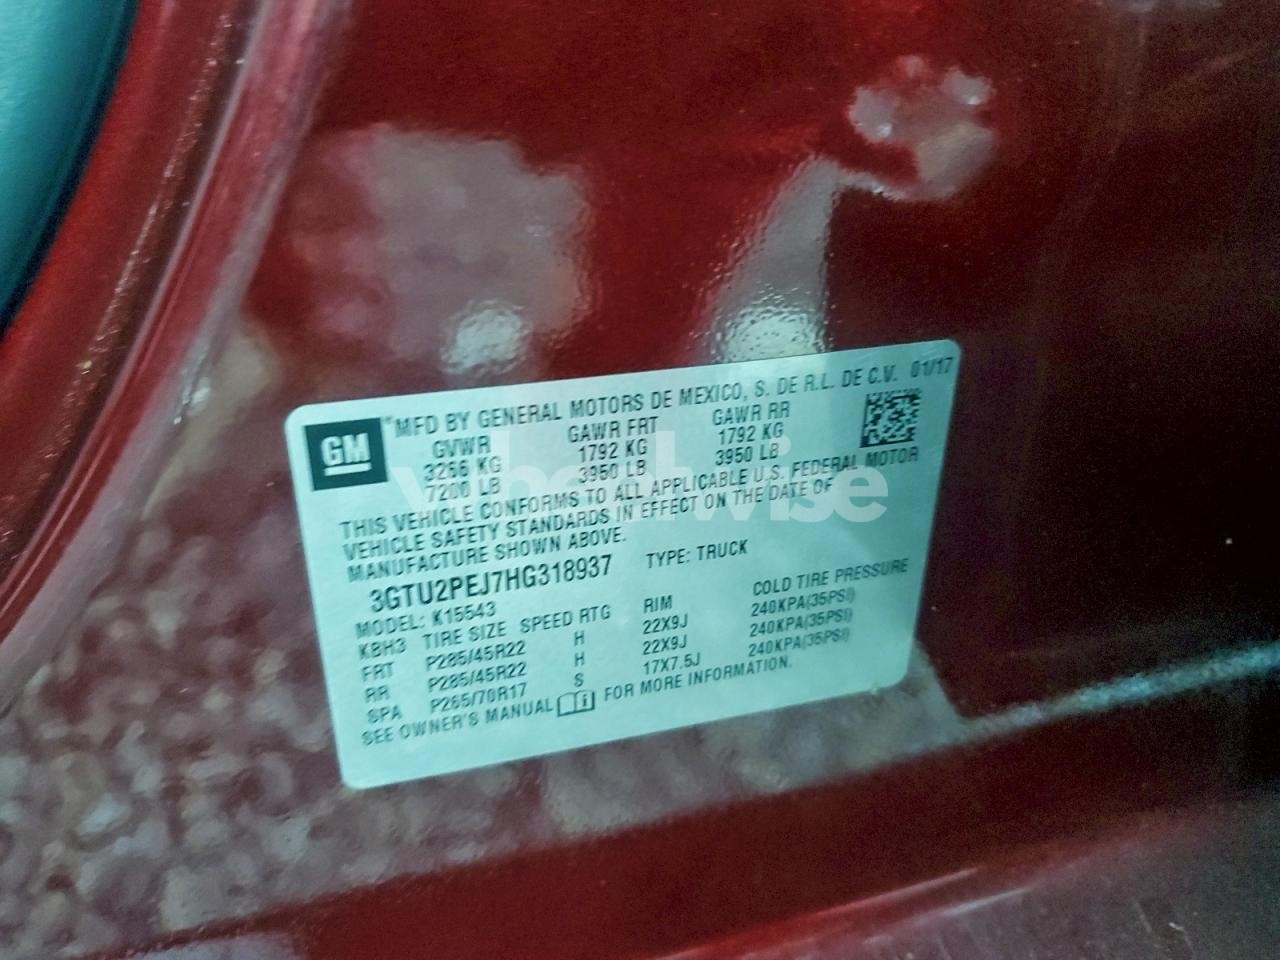 GM
*MFD BY GENERAL MOTORS DE MEXICO, S. DE R.L. DE C.V. 01/17
GVWR GAWR FRT GAWR RR
3266 KG 1792 KG 1792 KG
7200 LB 3950 LB 3950 LB
THIS VEHICLE CONFORMS TO ALL APPLICABLE U.S. FEDERAL MOTOR
VEHICLE SAFETY STANDARDS IN EFFECT ON THE DATE OF
MANUFACTURE SHOWN ABOVE.
3GTU2PEJ7HG318937 TYPE: TRUCK
MODEL: K15543
KBH3 TIRE SIZE SPEED RTG RIM COLD TIRE PRESSURE
FRT P285/45R22 H 22X9J 240KPA(35PSI)
RR P285/45R22 H 22X9J 240KPA(35PSI)
SPA P265/70R17 S 17X7.5J 240KPA(35PSI)
SEE OWNER'S MANUAL FOR MORE INFORMATION.
wheelwise